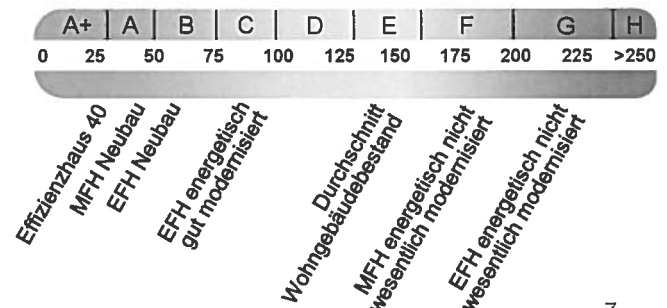 A+ A B C D E F G H
0 25 50 75 100 125 150 175 200 225 >250
Effizienzhaus 40
MFH Neubau
EFH Neubau
EFH energetisch
gut modernisiert
Durchschnitt
Wohngebäudebestand
MFH energetisch nicht
wesentlich modernisiert
EFH energetisch nicht
wesentlich modernisiert